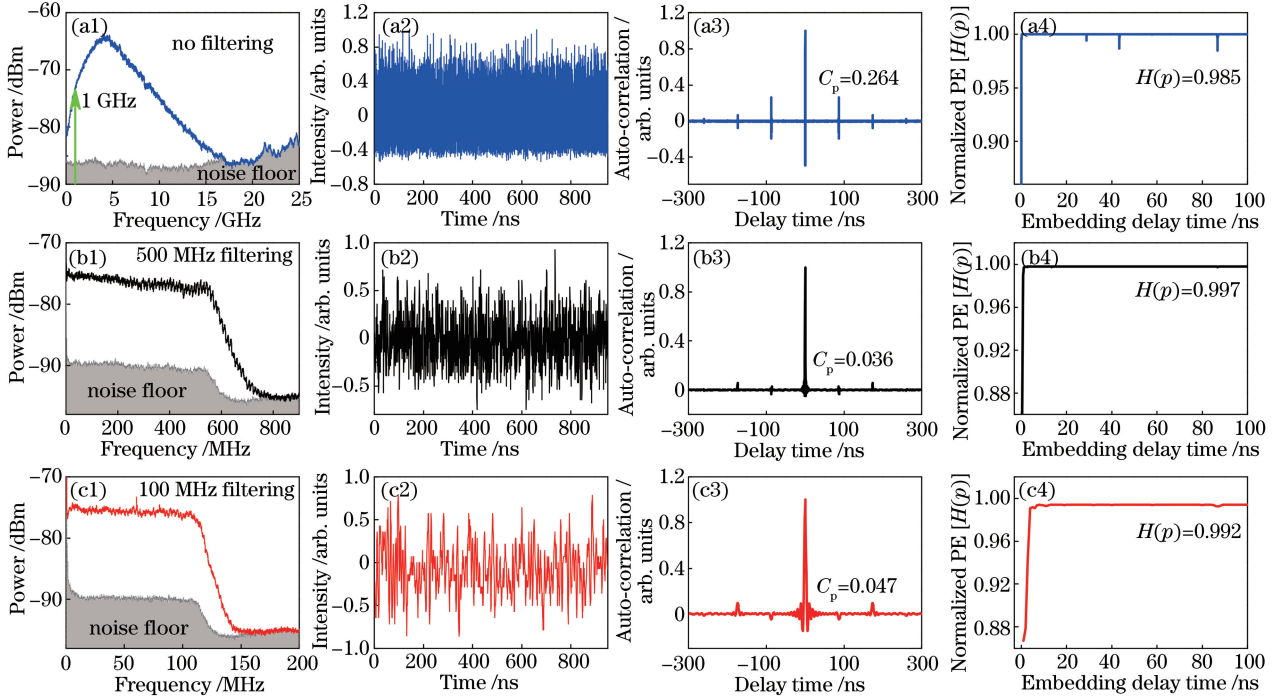 (a1)
no filtering
1 GHz
noise floor
Power /dBm
−60
−70
−80
−90
0 5 10 15 20 25
Frequency /GHz
(a2)
Intensity /arb. units
1.2
0.8
0.4
0
−0.4
−0.8
0 200 400 600 800
Time /ns
(a3)
Cp=0.264
Auto-correlation /
arb. units
1.2
0.8
0.4
0
−0.4
−300 −100 100 300
Delay time /ns
(a4)
H(p)=0.985
Normalized PE [H(p)]
1.00
0.95
0.90
0 20 40 60 80 100
Embedding delay time /ns
(b1)
500 MHz filtering
noise floor
Power /dBm
−70
−80
−90
0 200 400 600 800
Frequency /MHz
(b2)
Intensity /arb. units
1.0
0.5
0
−0.5
0 200 400 600 800
Time /ns
(b3)
Cp=0.036
Auto-correlation /
arb. units
1.2
0.8
0.4
0
−300 −100 100 300
Delay time /ns
(b4)
H(p)=0.997
Normalized PE [H(p)]
1.00
0.96
0.92
0.88
0 20 40 60 80 100
Embedding delay time /ns
(c1)
100 MHz filtering
noise floor
Power /dBm
−70
−80
−90
0 50 100 150 200
Frequency /MHz
(c2)
Intensity /arb. units
1.0
0.5
0
−0.5
−1.0
0 200 400 600 800
Time /ns
(c3)
Cp=0.047
Auto-correlation /
arb. units
1.2
0.8
0.4
0
−300 −100 100 300
Delay time /ns
(c4)
H(p)=0.992
Normalized PE [H(p)]
1.00
0.96
0.92
0.88
0 20 40 60 80 100
Embedding delay time /ns